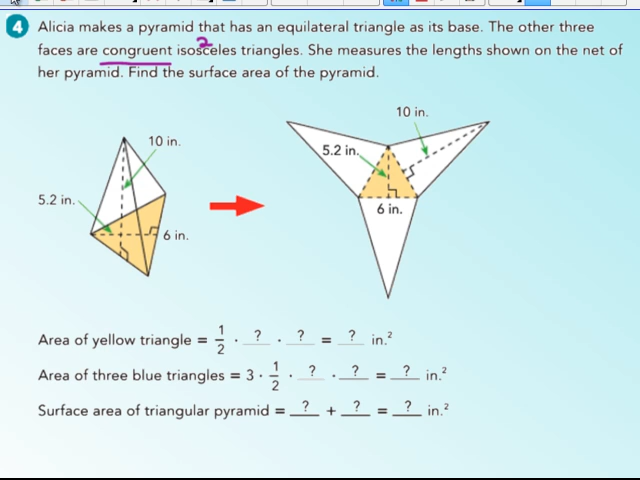 4 Alicia makes a pyramid that has an equilateral triangle as its base. The other three
faces are congruent isosceles triangles. She measures the lengths shown on the net of
2
her pyramid. Find the surface area of the pyramid.
10 in.
5.2 in.
6 in.
10 in.
5.2 in.
6 in.
Area of yellow triangle = 1/2 · ? · ? = ? in.²
Area of three blue triangles = 3 · 1/2 · ? · ? = ? in.²
Surface area of triangular pyramid = ? + ? = ? in.²